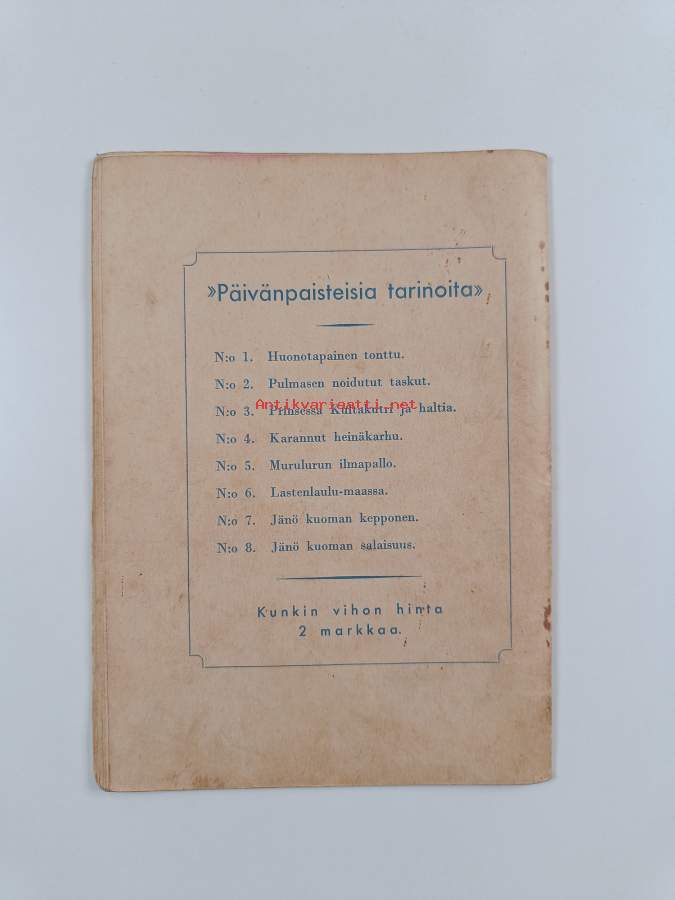 »Päivänpaisteisia tarinoita»
N:o 1. Huonotapainen tonttu.
N:o 2. Pulmasen noidutut taskut.
Antikvariaatti.net
N:o 3. Prinsessa Kultakutri ja haltia.
N:o 4. Karannut heinäkarhu.
N:o 5. Murulurun ilmapallo.
N:o 6. Lastenlaulu-maassa.
N:o 7. Jänö kuoman kepponen.
N:o 8. Jänö kuoman salaisuus.
Kunkin vihon hinta
2 markkaa.